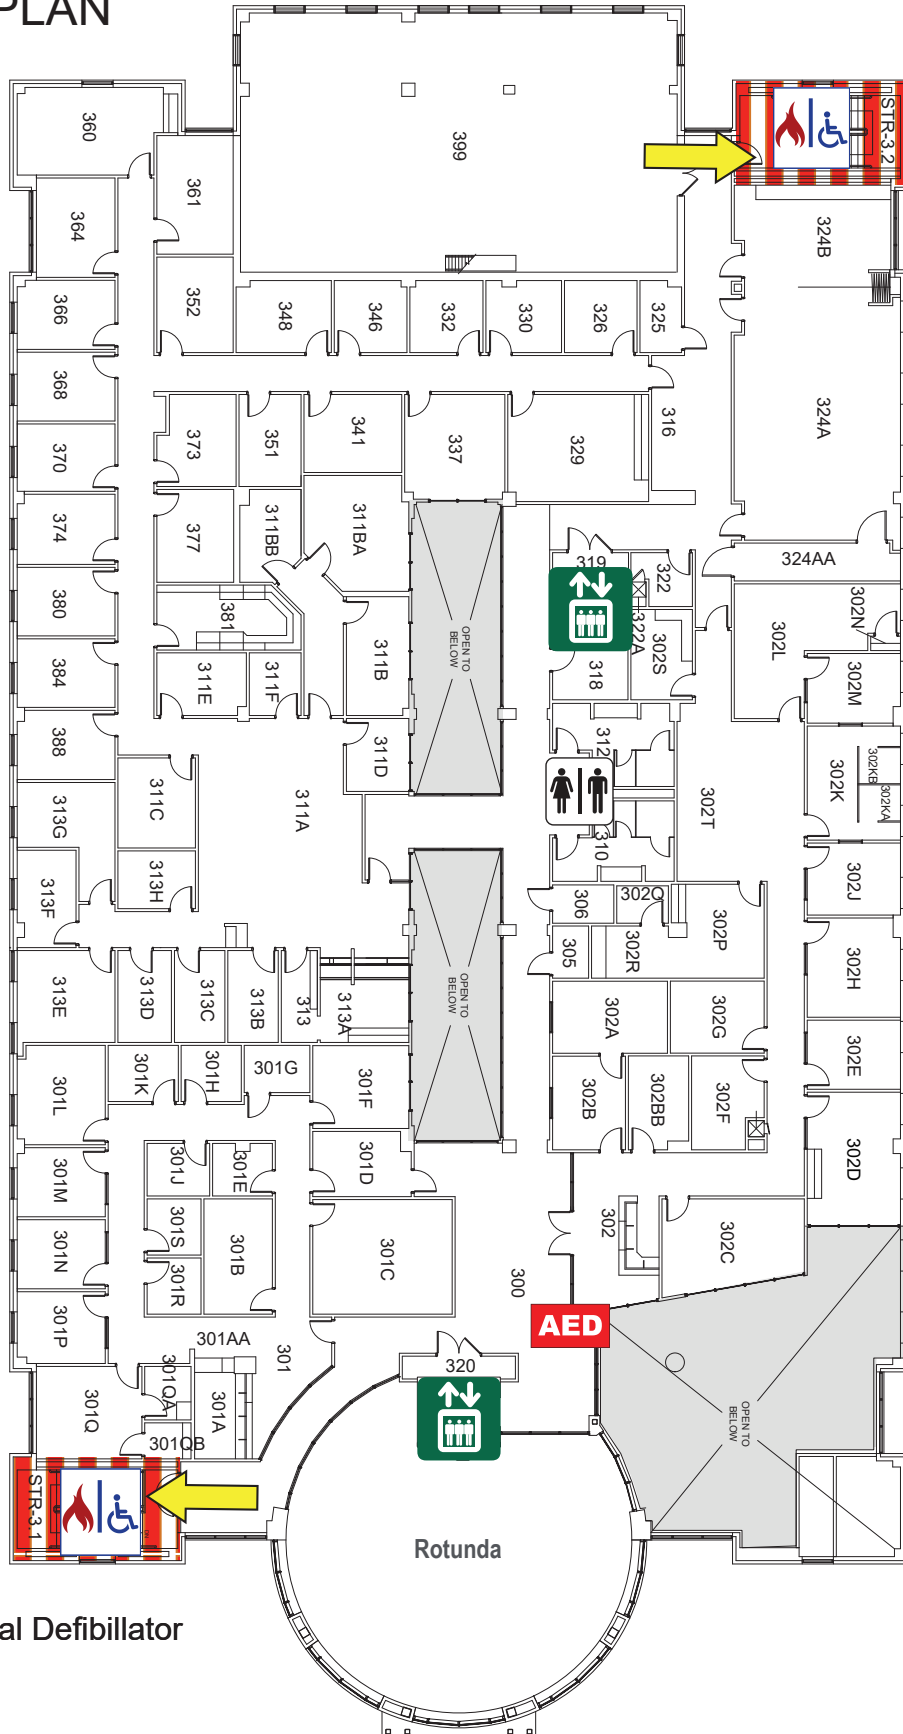 PLAN
360
399
STR-3.2
361
364
324B
366
352
348
346
332
330
326
325
368
316
324A
370
373
351
341
337
329
374
377
311BB
311BA
319
322
324AA
380
381
322A
302S
302L
302N
384
311E
311F
311B
OPEN TO
BELOW
318
302M
388
311D
312
302K
302KB
302KA
313G
311C
311A
302T
310
313F
313H
306
302Q
302P
302J
305
302R
313E
313D
313C
313B
313
313A
OPEN TO
BELOW
302A
302G
302H
301L
301K
301H
301G
301F
302E
302B
302BB
302F
301M
301J
301E
301D
302D
301N
301S
301B
301C
302
302C
301R
300
301P
301AA
301
AED
320
301Q
301QA
301A
OPEN TO
BELOW
301QB
STR-3.1
DN
Rotunda
al Defibillator